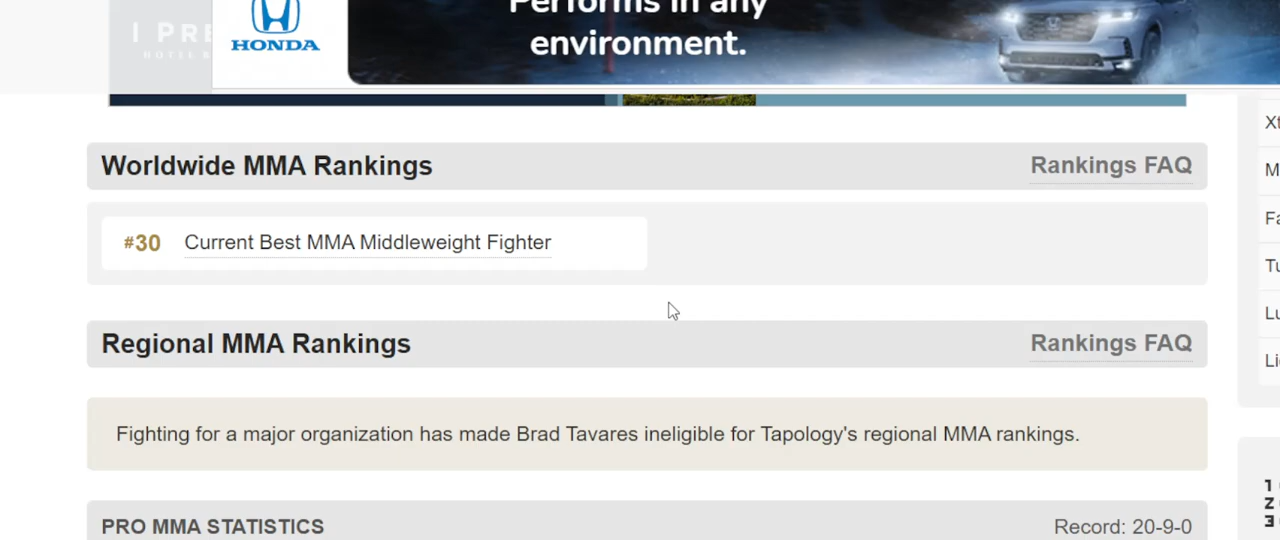 Performs in any
environment.
HONDA
Worldwide MMA Rankings
Rankings FAQ
#30 Current Best MMA Middleweight Fighter
Regional MMA Rankings
Rankings FAQ
Fighting for a major organization has made Brad Tavares ineligible for Tapology's regional MMA rankings.
PRO MMA STATISTICS
Record: 20-9-0